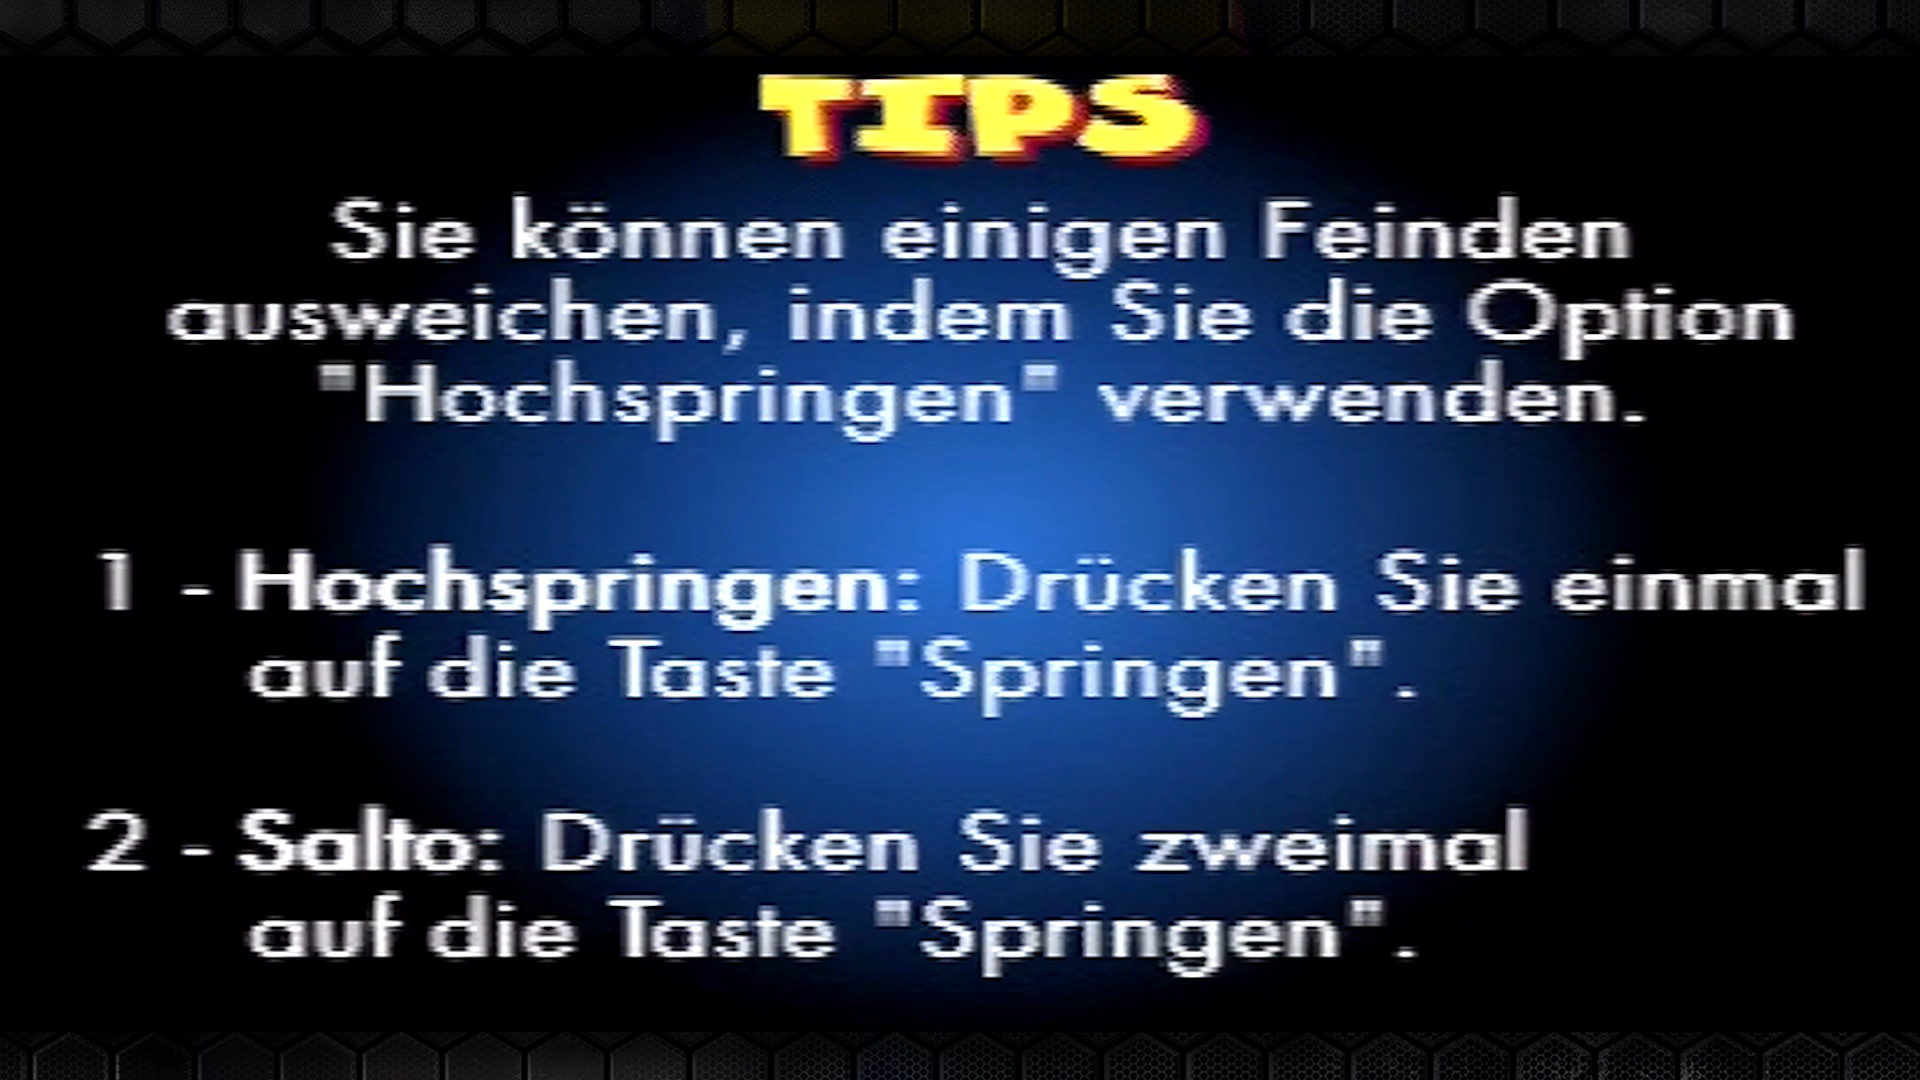 TIPS
Sie können einigen Feinden
ausweichen, indem Sie die Option
"Hochspringen" verwenden.
1 - Hochspringen: Drücken Sie einmal
auf die Taste "Springen".
2 - Salto: Drücken Sie zweimal
auf die Taste "Springen".